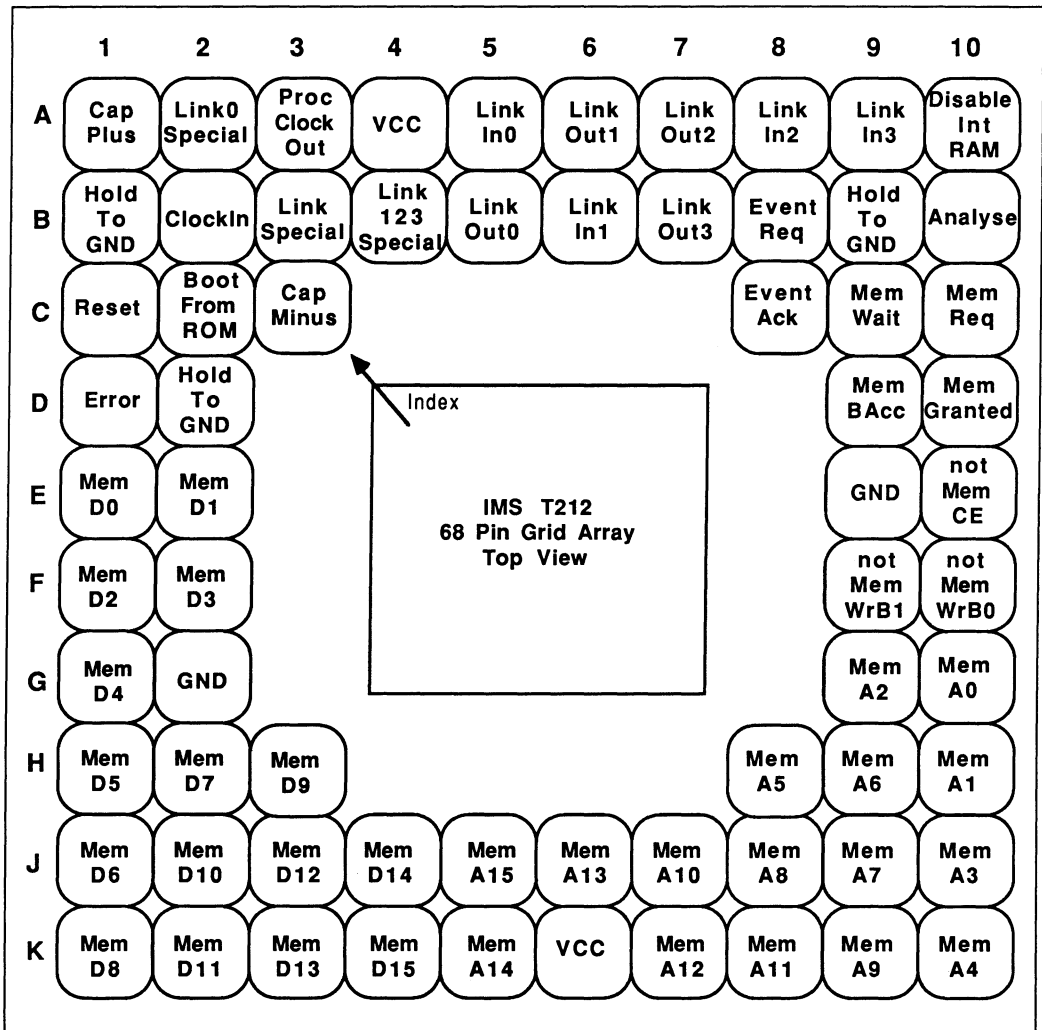 1 2 3 4 5 6 7 8 9 10
A
Cap Plus
Link0 Special
Proc Clock Out
VCC
Link In0
Link Out1
Link Out2
Link In2
Link In3
Disable Int RAM
B
Hold To GND
ClockIn
Link Special
Link 123 Special
Link Out0
Link In1
Link Out3
Event Req
Hold To GND
Analyse
C
Reset
Boot From ROM
Cap Minus
Event Ack
Mem Wait
Mem Req
D
Error
Hold To GND
Index
Mem BAcc
Mem Granted
E
Mem D0
Mem D1
GND
not Mem CE
IMS T212
68 Pin Grid Array
Top View
F
Mem D2
Mem D3
not Mem WrB1
not Mem WrB0
G
Mem D4
GND
Mem A2
Mem A0
H
Mem D5
Mem D7
Mem D9
Mem A5
Mem A6
Mem A1
J
Mem D6
Mem D10
Mem D12
Mem D14
Mem A15
Mem A13
Mem A10
Mem A8
Mem A7
Mem A3
K
Mem D8
Mem D11
Mem D13
Mem D15
Mem A14
VCC
Mem A12
Mem A11
Mem A9
Mem A4